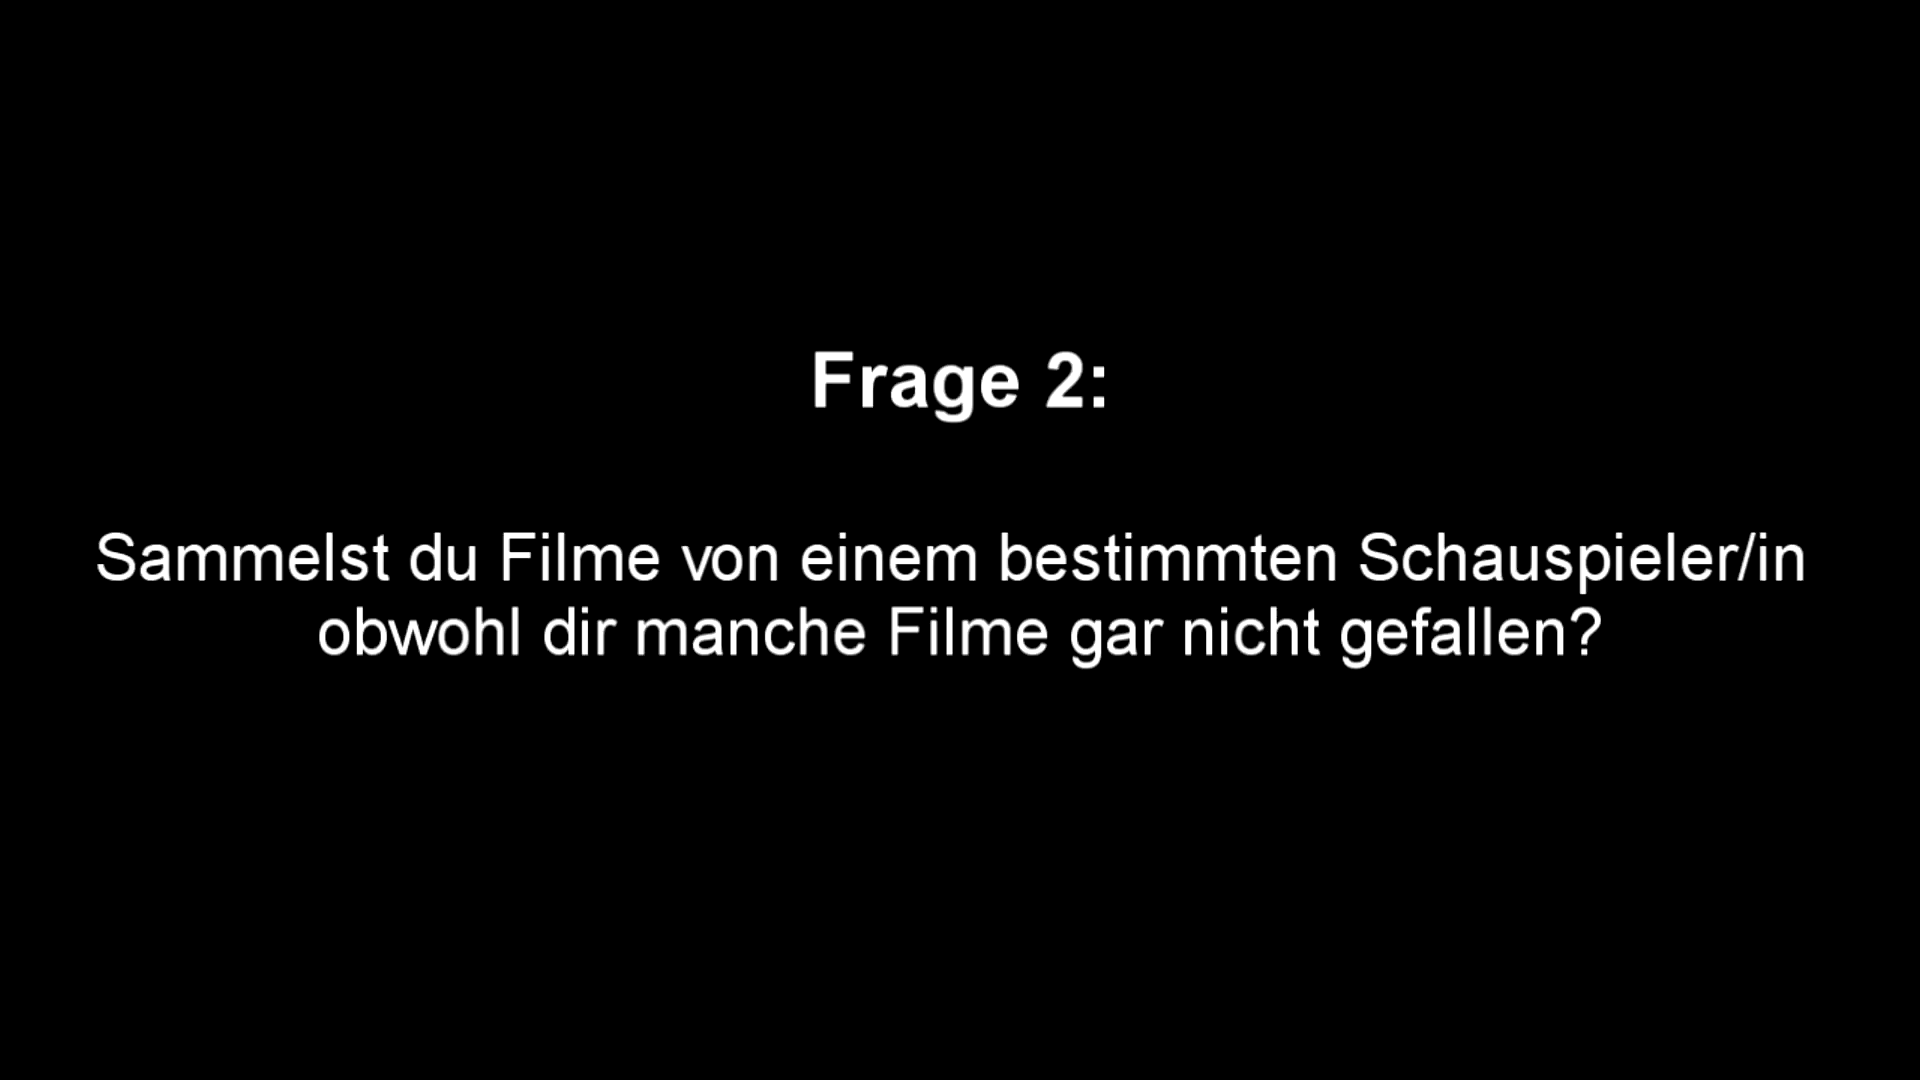 Frage 2:
Sammelst du Filme von einem bestimmten Schauspieler/in
obwohl dir manche Filme gar nicht gefallen?